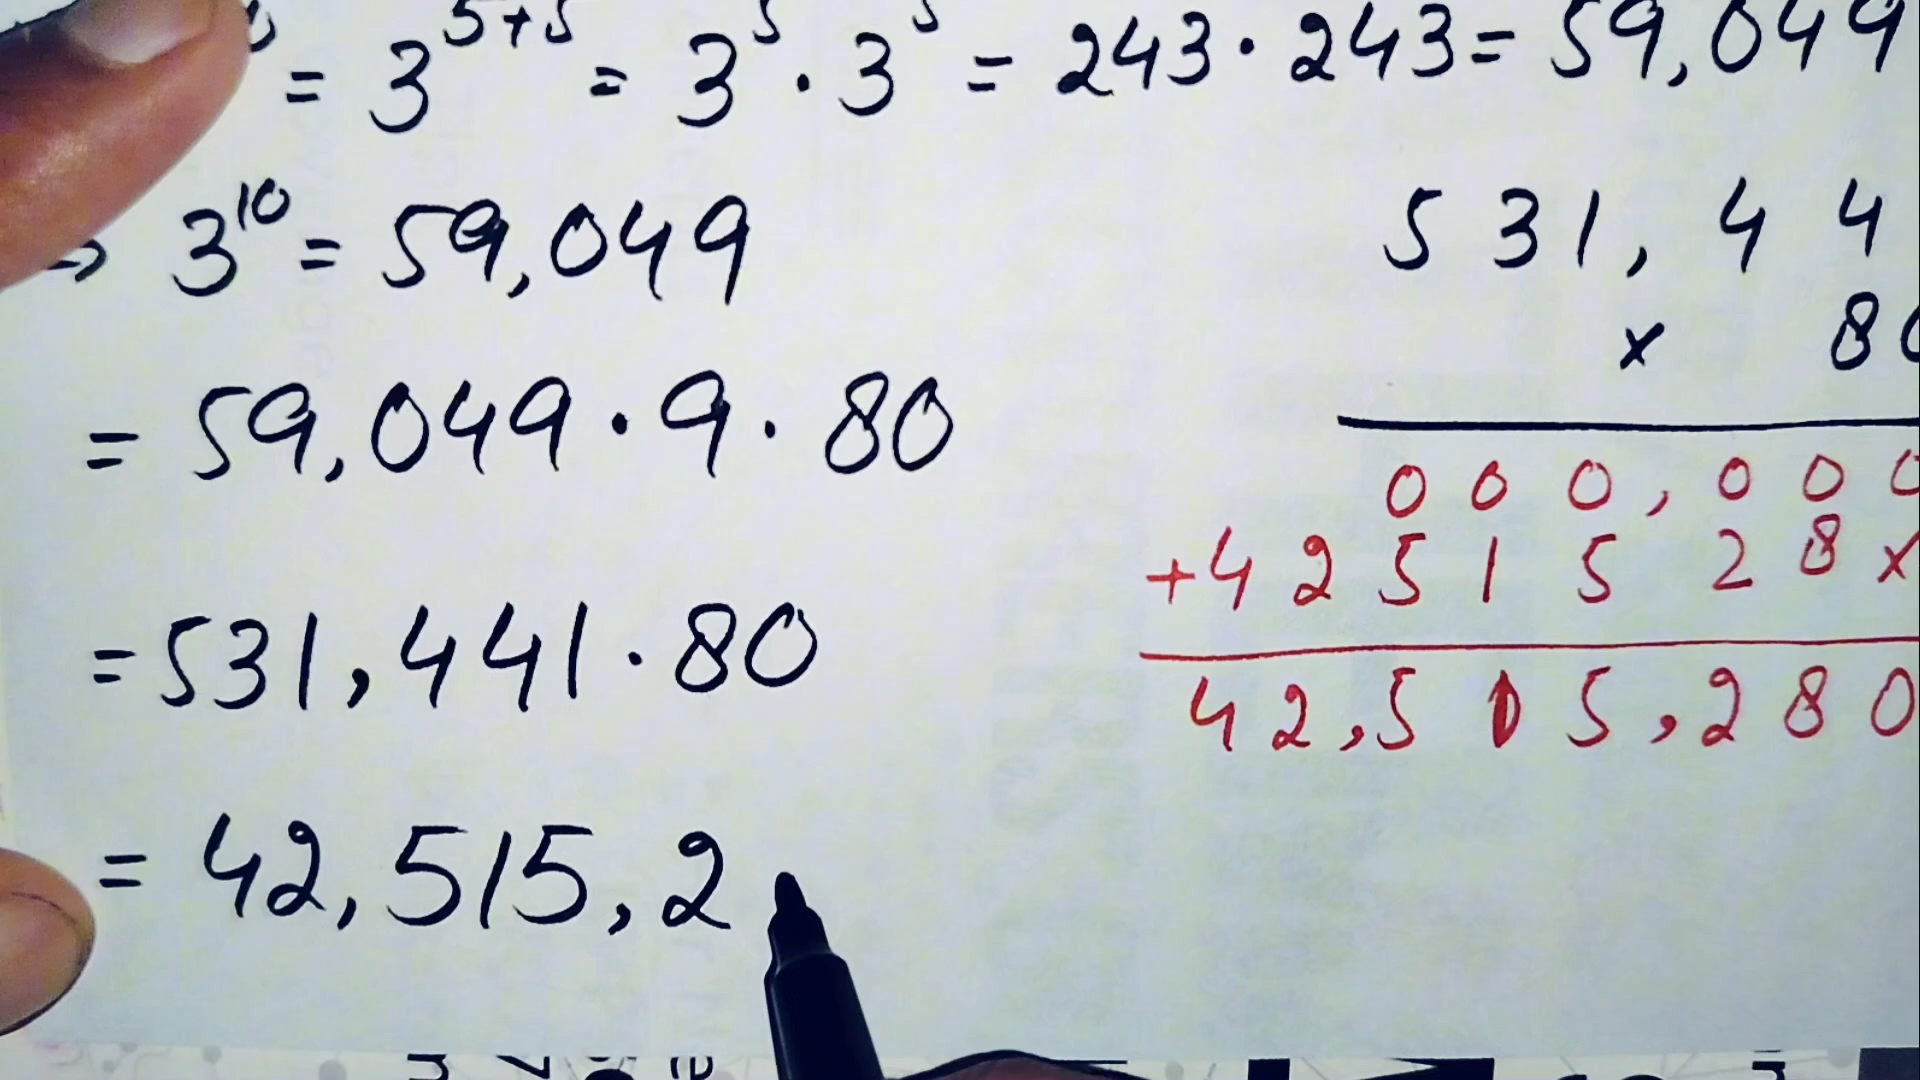 = 3^{5+5} = 3^5 · 3^5 = 243 · 243 = 59,049
⇒ 3^{10} = 59,049
= 59,049 · 9 · 80
= 531,441 · 80
= 42,515,2
531,44
× 80
000,000
+4251528×
42,515,280